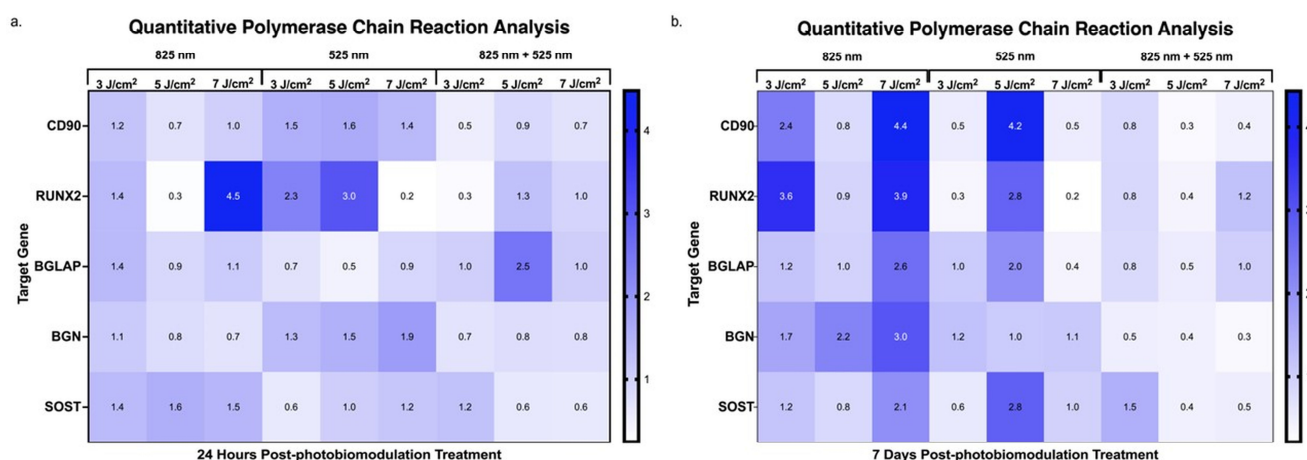 a.
Quantitative Polymerase Chain Reaction Analysis
825 nm 525 nm 825 nm + 525 nm
3 J/cm² 5 J/cm² 7 J/cm² 3 J/cm² 5 J/cm² 7 J/cm² 3 J/cm² 5 J/cm² 7 J/cm²
CD90 1.2 0.7 1.0 1.5 1.6 1.4 0.5 0.9 0.7
RUNX2 1.4 0.3 4.5 2.3 3.0 0.2 0.3 1.3 1.0
BGLAP 1.4 0.9 1.1 0.7 0.5 0.9 1.0 2.5 1.0
BGN 1.1 0.8 0.7 1.3 1.5 1.9 0.7 0.8 0.8
SOST 1.4 1.6 1.5 0.6 1.0 1.2 1.2 0.6 0.6
Target Gene
4
3
2
1
24 Hours Post-photobiomodulation Treatment
b.
Quantitative Polymerase Chain Reaction Analysis
825 nm 525 nm 825 nm + 525 nm
3 J/cm² 5 J/cm² 7 J/cm² 3 J/cm² 5 J/cm² 7 J/cm² 3 J/cm² 5 J/cm² 7 J/cm²
CD90 2.4 0.8 4.4 0.5 4.2 0.5 0.8 0.3 0.4
RUNX2 3.6 0.9 3.9 0.3 2.8 0.2 0.8 0.4 1.2
BGLAP 1.2 1.0 2.6 1.0 2.0 0.4 0.8 0.5 1.0
BGN 1.7 2.2 3.0 1.2 1.0 1.1 0.5 0.4 0.3
SOST 1.2 0.8 2.1 0.6 2.8 1.0 1.5 0.4 0.5
Target Gene
7 Days Post-photobiomodulation Treatment